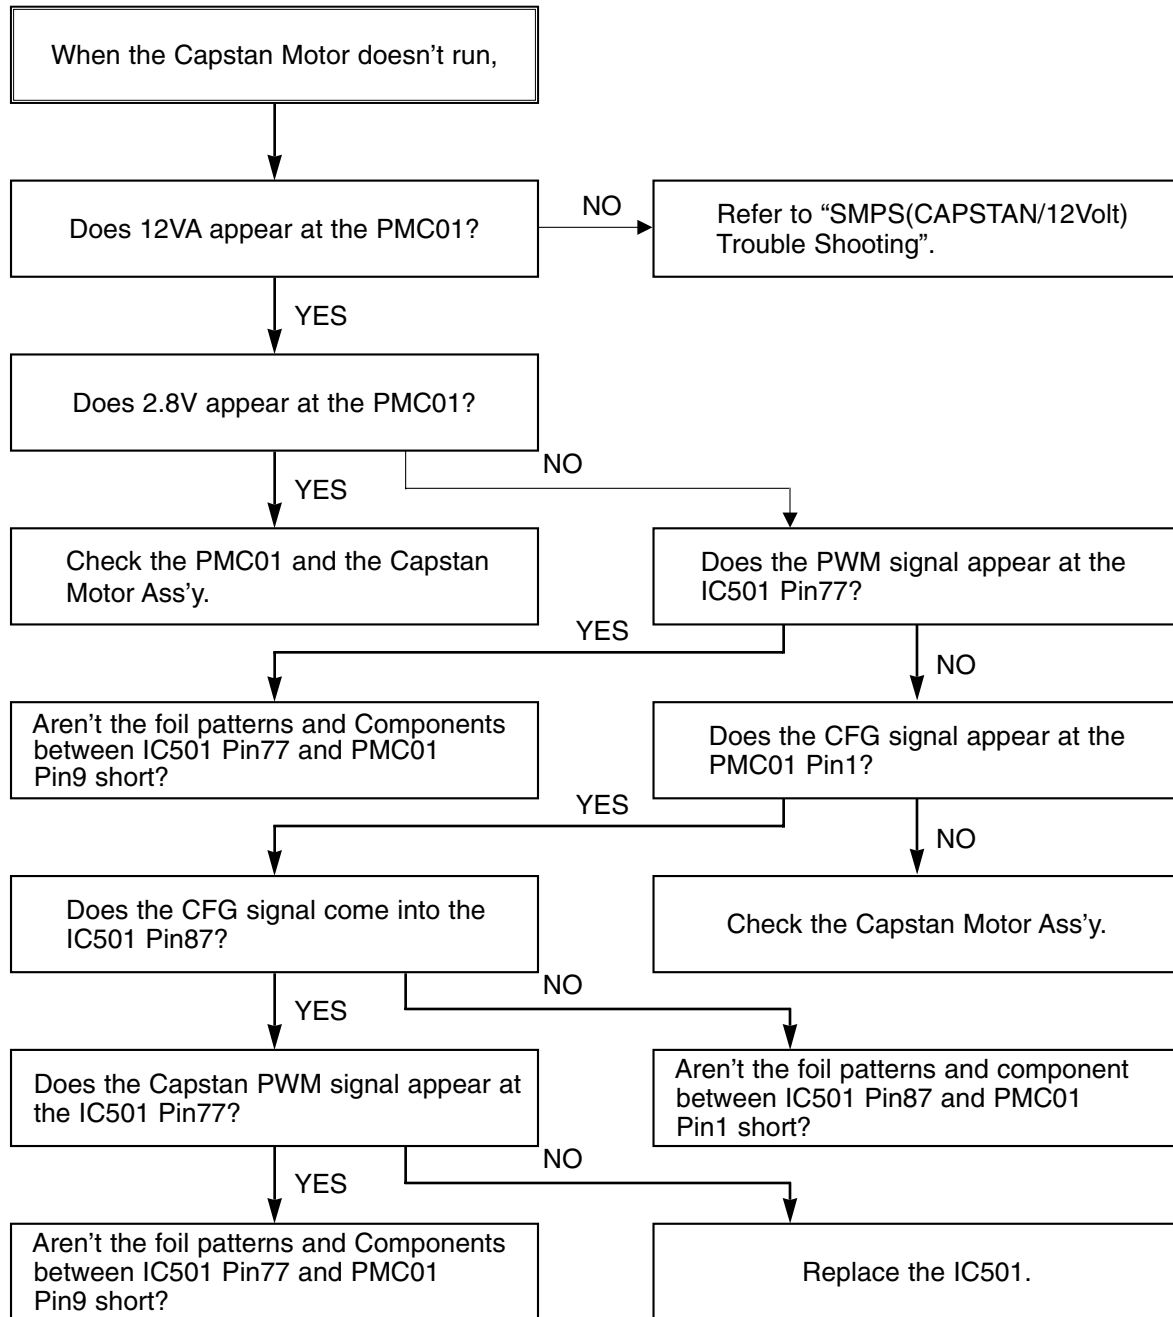 When the Capstan Motor doesn't run,
Does 12VA appear at the PMC01?
NO
Refer to “SMPS(CAPSTAN/12Volt)
Trouble Shooting”.
YES
Does 2.8V appear at the PMC01?
NO
YES
Check the PMC01 and the Capstan
Motor Ass'y.
Does the PWM signal appear at the
IC501 Pin77?
YES
NO
Aren't the foil patterns and Components
between IC501 Pin77 and PMC01
Pin9 short?
Does the CFG signal appear at the
PMC01 Pin1?
YES
NO
Does the CFG signal come into the
IC501 Pin87?
Check the Capstan Motor Ass'y.
NO
YES
Does the Capstan PWM signal appear at
the IC501 Pin77?
Aren't the foil patterns and component
between IC501 Pin87 and PMC01
Pin1 short?
NO
YES
Aren't the foil patterns and Components
between IC501 Pin77 and PMC01
Pin9 short?
Replace the IC501.